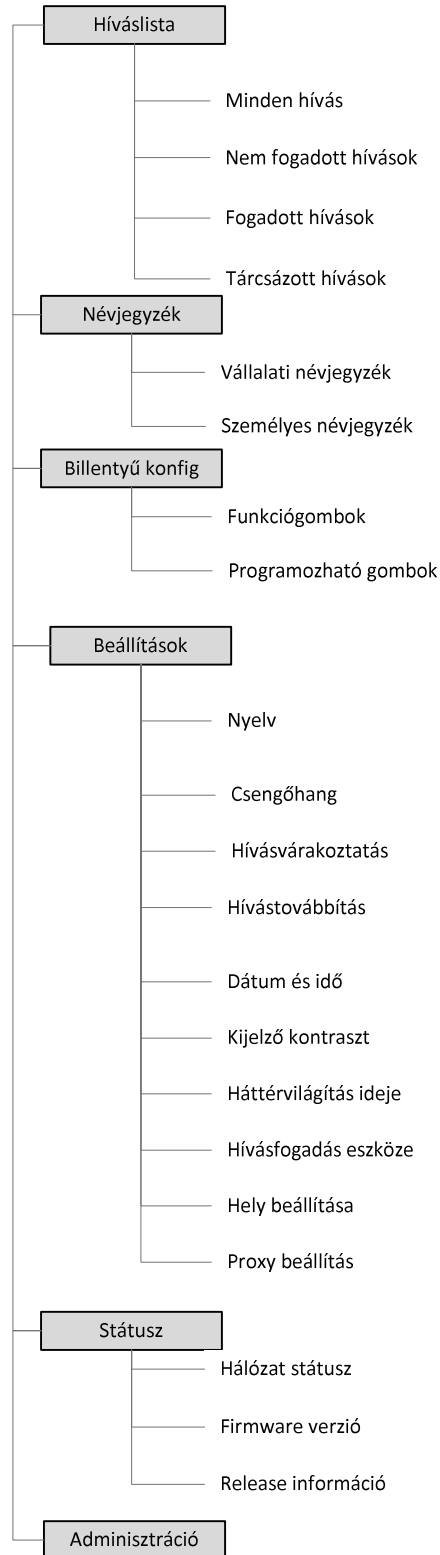 Híváslista
Minden hívás
Nem fogadott hívások
Fogadott hívások
Tárcsázott hívások
Névjegyzék
Vállalati névjegyzék
Személyes névjegyzék
Billentyű konfig
Funkciógombok
Programozható gombok
Beállítások
Nyelv
Csengőhang
Hívásvárakoztatás
Hívástovábbítás
Dátum és idő
Kijelző kontraszt
Háttérvilágítás ideje
Hívásfogadás eszköze
Hely beállítása
Proxy beállítás
Státusz
Hálózat státusz
Firmware verzió
Release információ
Adminisztráció